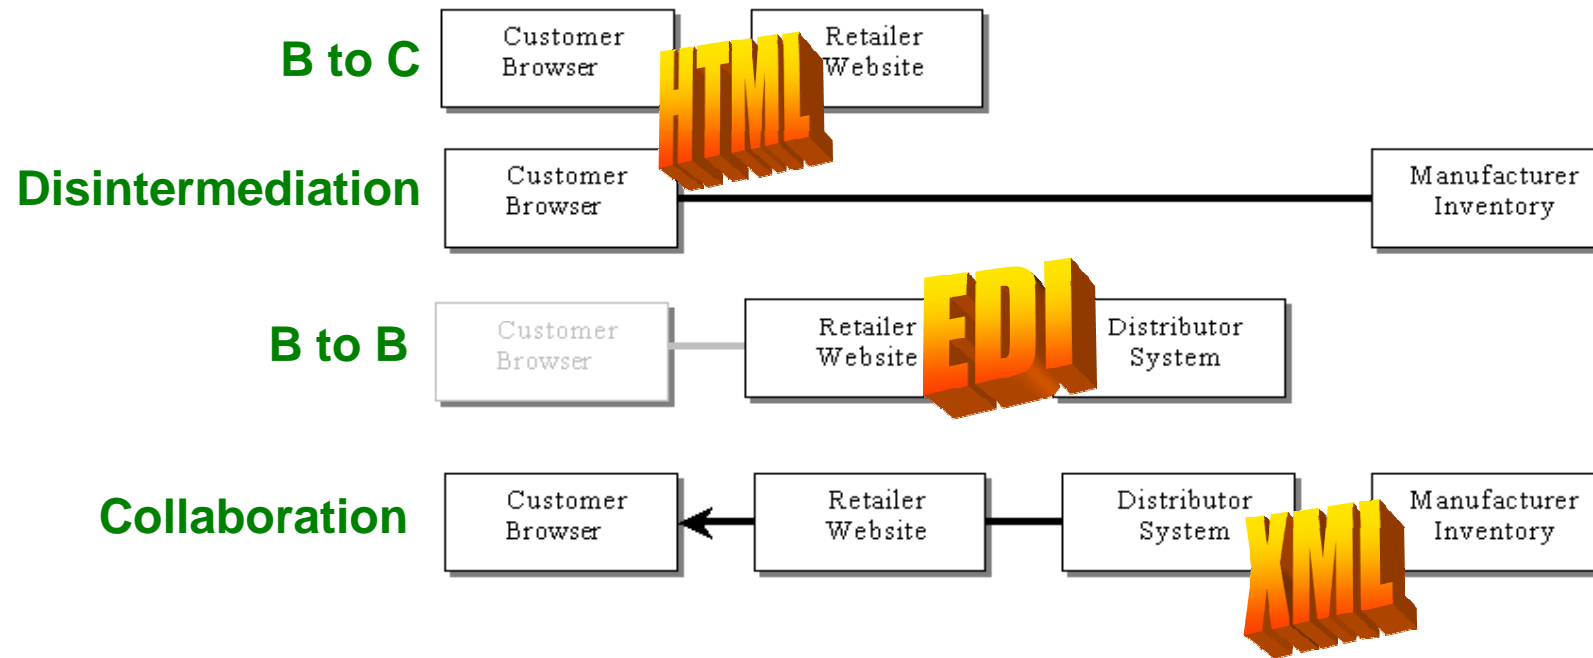 B to C
Customer
Browser
HTML
Retailer
Website
Disintermediation
Customer
Browser
Manufacturer
Inventory
B to B
Customer
Browser
Retailer
Website
EDI
Distributor
System
Collaboration
Customer
Browser
Retailer
Website
Distributor
System
XML
Manufacturer
Inventory